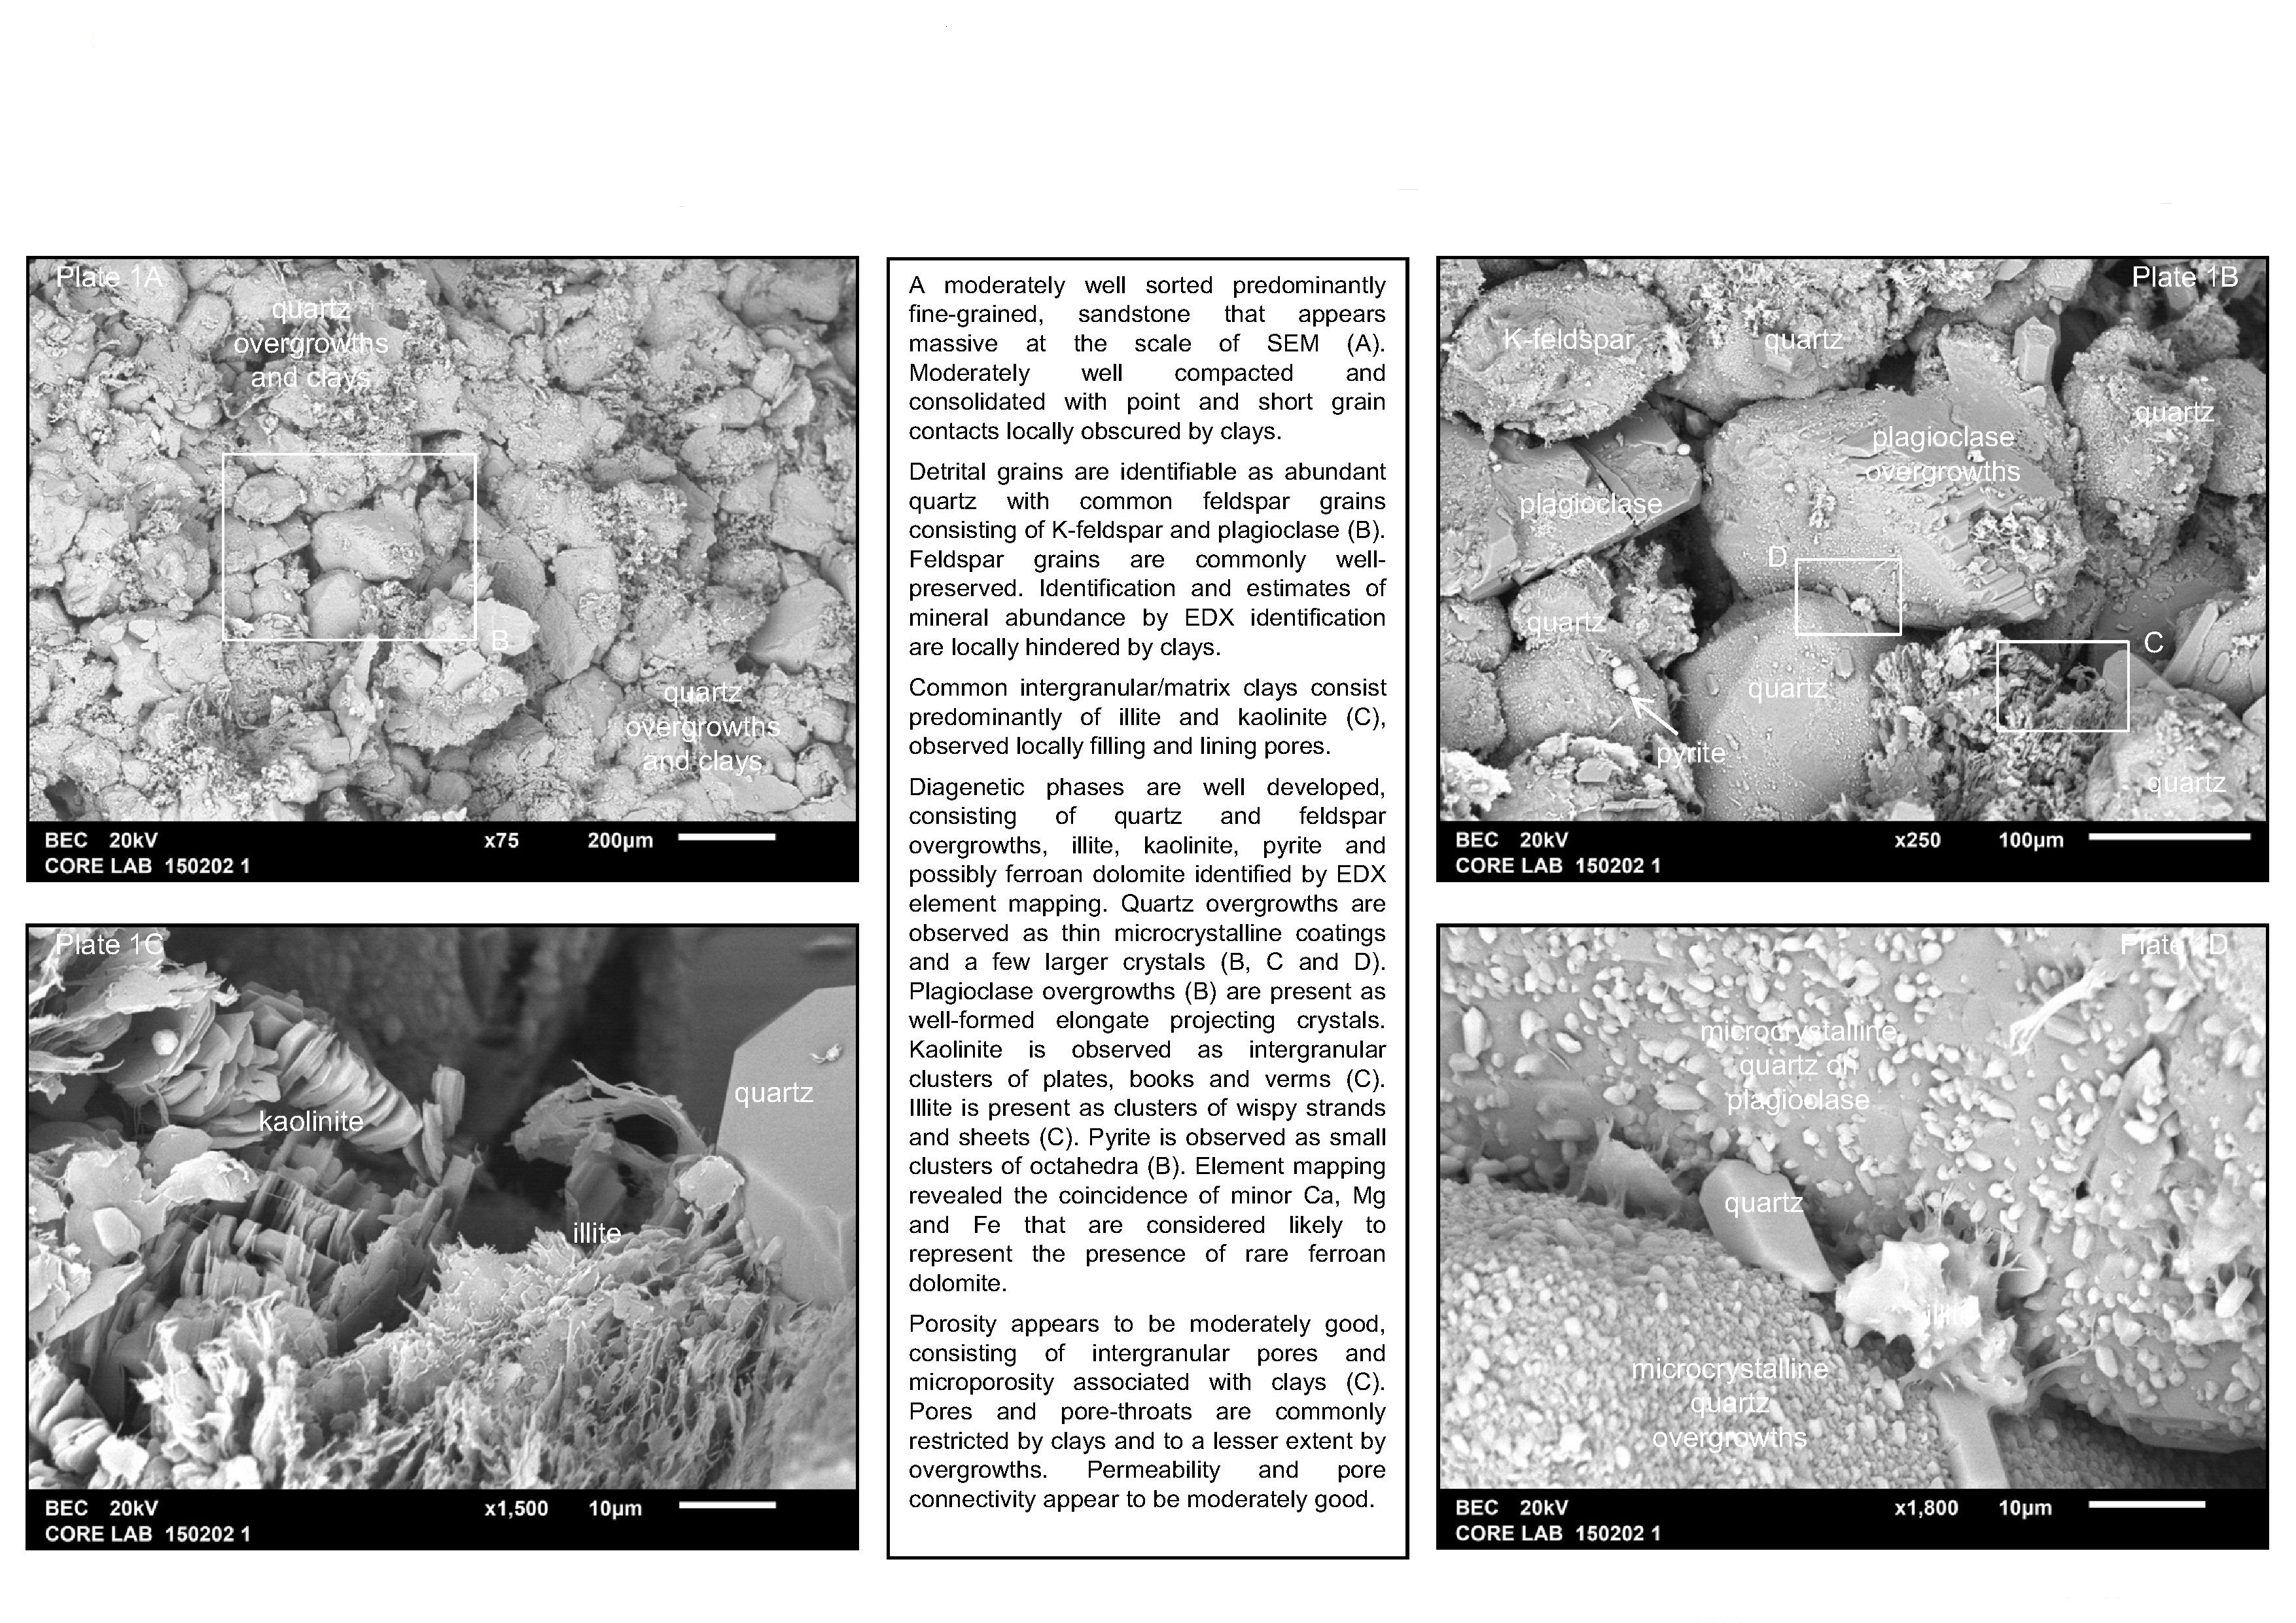 Plate 1A
quartz
overgrowths
and clays
B
quartz
overgrowths
and clays
BEC 20kV x75 200µm
CORE LAB 150202 1
Plate 1C
kaolinite
quartz
illite
BEC 20kV x1,500 10µm
CORE LAB 150202 1
A moderately well sorted predominantly
fine-grained, sandstone that appears
massive at the scale of SEM (A).
Moderately well compacted and
consolidated with point and short grain
contacts locally obscured by clays.
Detrital grains are identifiable as abundant
quartz with common feldspar grains
consisting of K-feldspar and plagioclase (B).
Feldspar grains are commonly well-
preserved. Identification and estimates of
mineral abundance by EDX identification
are locally hindered by clays.
Common intergranular/matrix clays consist
predominantly of illite and kaolinite (C),
observed locally filling and lining pores.
Diagenetic phases are well developed,
consisting of quartz and feldspar
overgrowths, illite, kaolinite, pyrite and
possibly ferroan dolomite identified by EDX
element mapping. Quartz overgrowths are
observed as thin microcrystalline coatings
and a few larger crystals (B, C and D).
Plagioclase overgrowths (B) are present as
well-formed elongate projecting crystals.
Kaolinite is observed as intergranular
clusters of plates, books and verms (C).
Illite is present as clusters of wispy strands
and sheets (C). Pyrite is observed as small
clusters of octahedra (B). Element mapping
revealed the coincidence of minor Ca, Mg
and Fe that are considered likely to
represent the presence of rare ferroan
dolomite.
Porosity appears to be moderately good,
consisting of intergranular pores and
microporosity associated with clays (C).
Pores and pore-throats are commonly
restricted by clays and to a lesser extent by
overgrowths. Permeability and pore
connectivity appear to be moderately good.
Plate 1B
K-feldspar
quartz
quartz
plagioclase
overgrowths
plagioclase
D
quartz
C
quartz
pyrite
quartz
BEC 20kV x250 100µm
CORE LAB 150202 1
Plate 1D
microcrystalline
quartz on
plagioclase
quartz
illite
microcrystalline
quartz
overgrowths
BEC 20kV x1,800 10µm
CORE LAB 150202 1